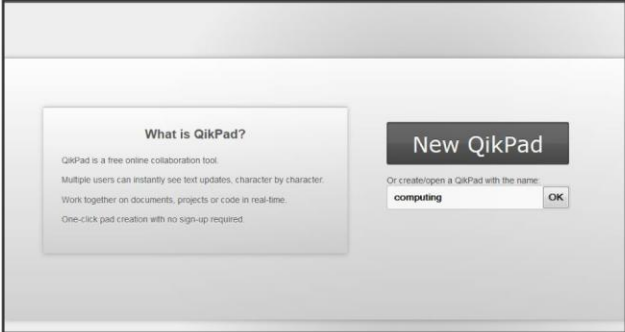 What is QikPad?
QikPad is a free online collaboration tool.
Multiple users can instantly see text updates, character by character.
Work together on documents, projects or code in real-time.
One-click pad creation with no sign-up required.
New QikPad
Or create/open a QikPad with the name:
computing
OK